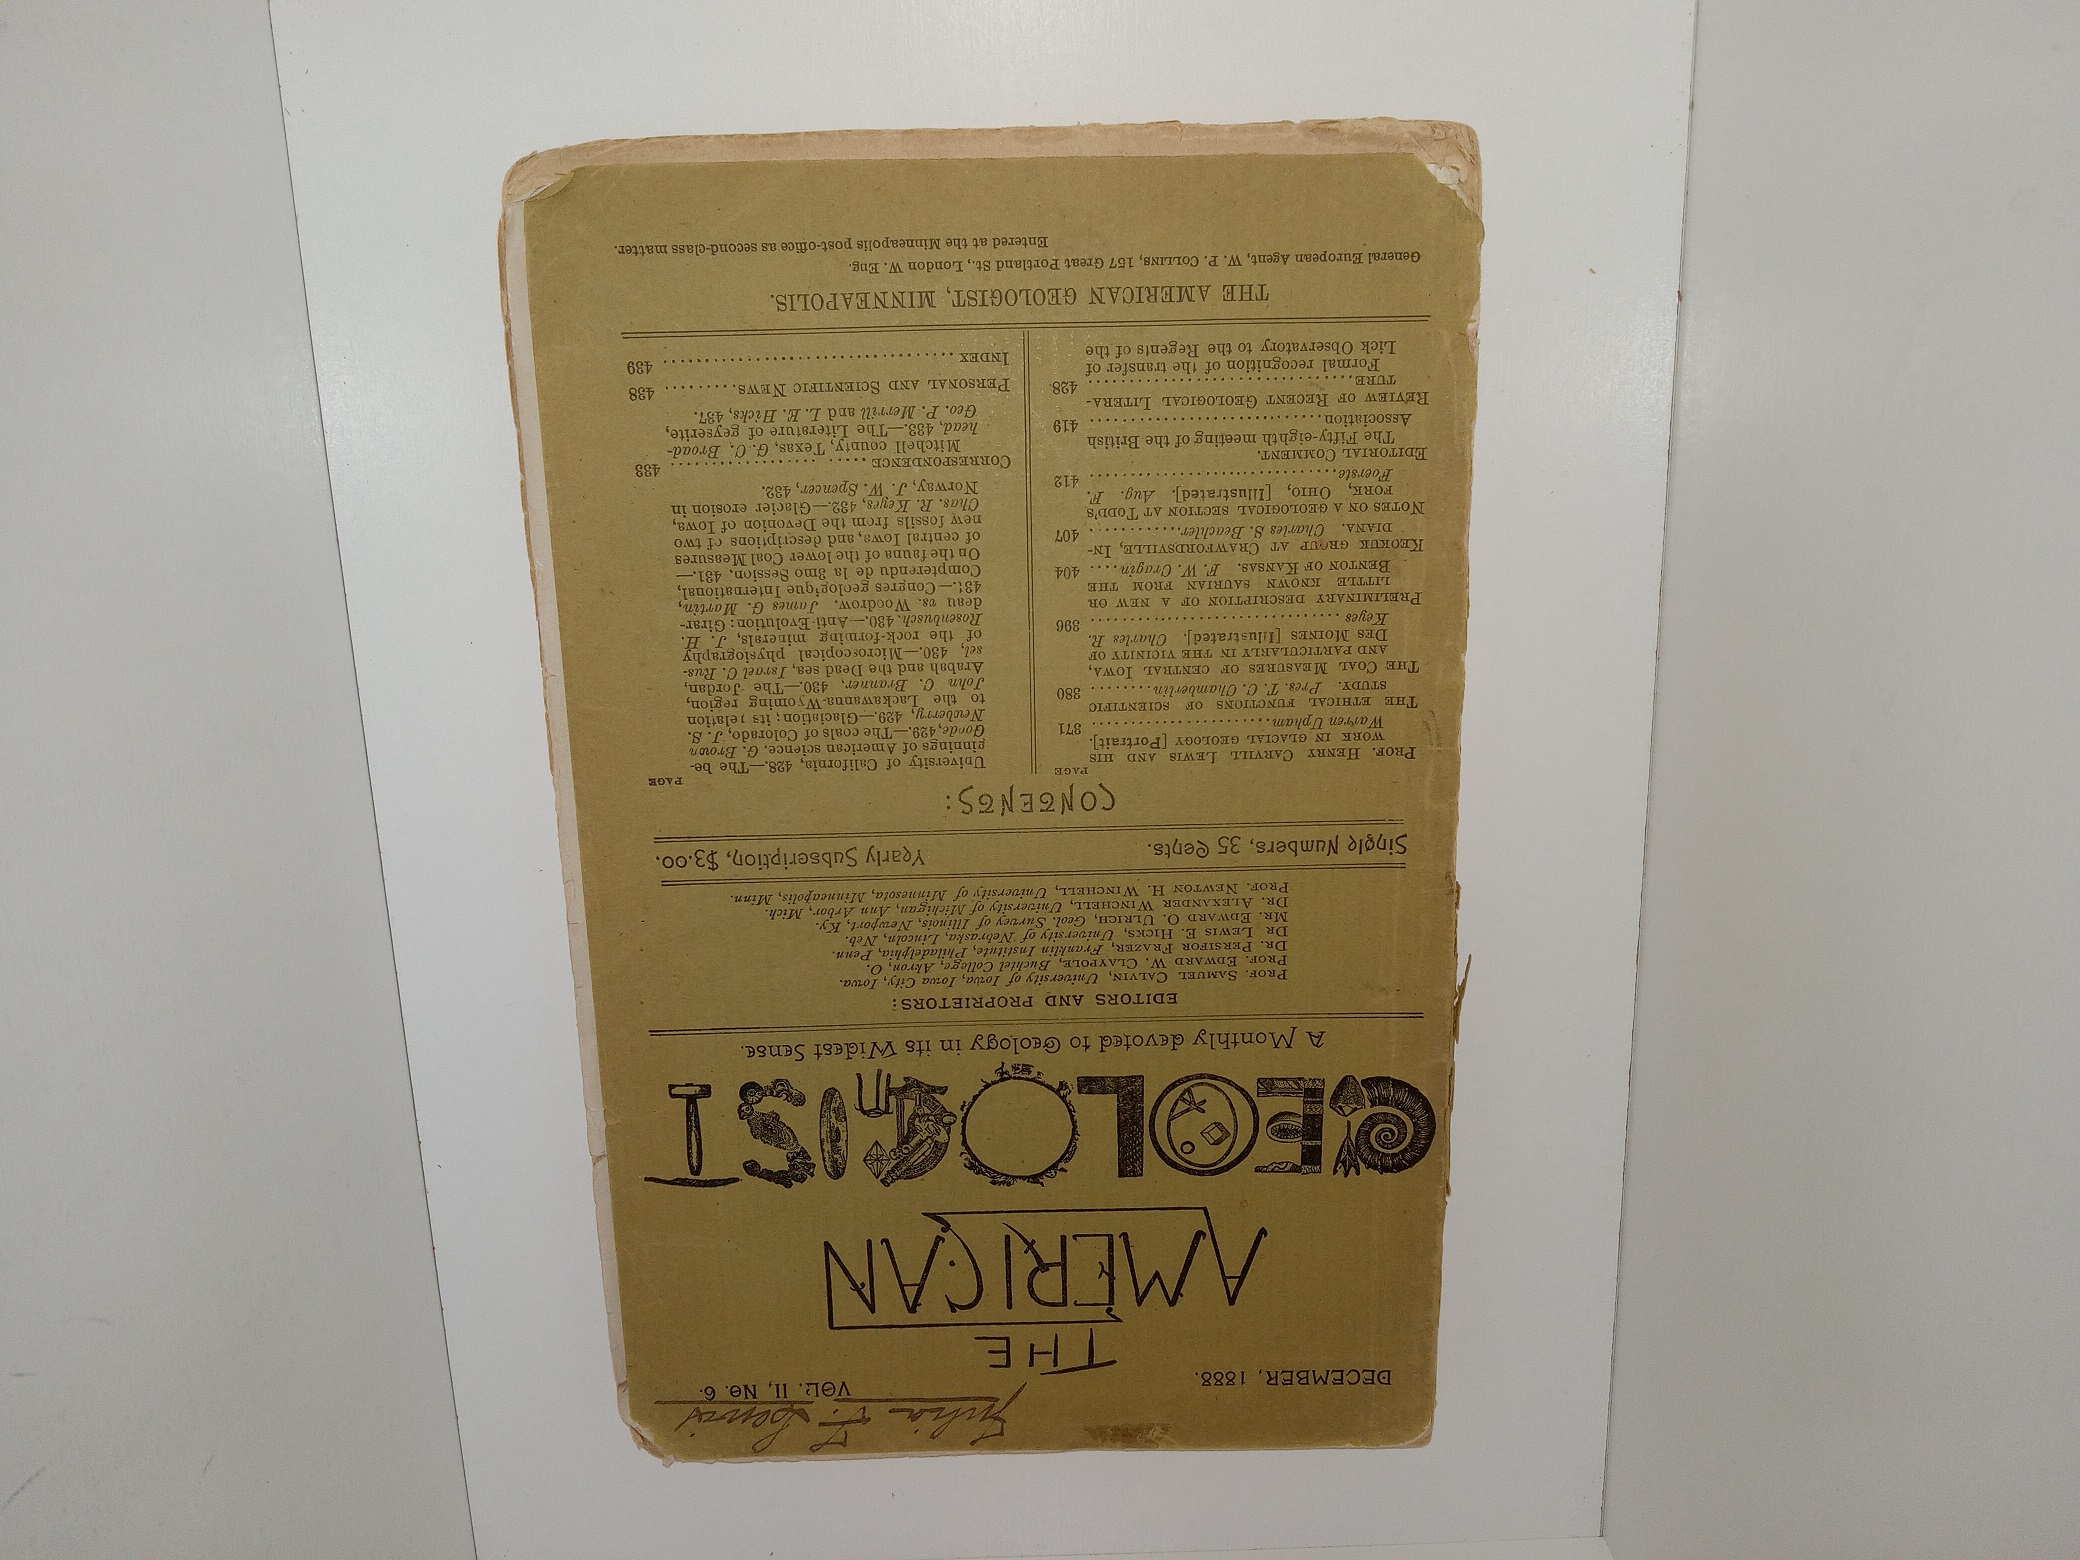 Julia F. Lewis
DECEMBER, 1888. VOL. II, No. 6.
THE
AMERICAN
GEOLOGIST
A Monthly devoted to Geology in its Widest Sense.
EDITORS AND PROPRIETORS:
PROF. SAMUEL CALVIN, University of Iowa, Iowa City, Iowa.
PROF. EDWARD W. CLAYPOLE, Buchtel College, Akron, O.
DR. PERSIFOR FRAZER, Franklin Institute, Philadelphia, Penn.
DR. LEWIS E. HICKS, University of Nebraska, Lincoln, Neb.
MR. EDWARD O. ULRICH, Geol. Survey of Illinois, Newport, Ky.
DR. ALEXANDER WINCHELL, University of Michigan, Ann Arbor, Mich.
PROF. NEWTON H. WINCHELL, University of Minnesota, Minneapolis, Minn.
Single Numbers, 35 Cents. Yearly Subscription, $3.00.
CONTENTS:
PAGE
PROF. HENRY CARVILL LEWIS AND HIS
WORK IN GLACIAL GEOLOGY [Portrait].
Warren Upham........................ 371
THE ETHICAL FUNCTIONS OF SCIENTIFIC
STUDY. Pres. T. C. Chamberlin........ 380
THE COAL MEASURES OF CENTRAL IOWA,
AND PARTICULARLY IN THE VICINITY OF
DES MOINES [Illustrated]. Charles R.
Keyes ................................ 396
PRELIMINARY DESCRIPTION OF A NEW OR
LITTLE KNOWN SAURIAN FROM THE
BENTON OF KANSAS. F. W. Cragin.... 404
KEOKUK GROUP AT CRAWFORDSVILLE, IN-
DIANA. Charles S. Beachler............ 407
NOTES ON A GEOLOGICAL SECTION AT TODD'S
FORK, OHIO, [Illustrated]. Aug. F.
Foerste................................ 412
EDITORIAL COMMENT.
The Fifty-eighth meeting of the British
Association............................ 419
REVIEW OF RECENT GEOLOGICAL LITERA-
TURE.................................. 428
Formal recognition of the transfer of
Lick Observatory to the Regents of the
PAGE
University of California, 428.—The be-
ginnings of American science. G. Brown
Goode, 429.—The coals of Colorado, J. S.
Newberry, 429.—Glaciation; its relation
to the Lackawanna-Wyoming region,
John C. Branner, 430.—The Jordan,
Arabah and the Dead sea, Israel C. Rus-
sel, 430.—Microscopical physiography
of the rock-forming minerals, J. H.
Rosenbusch. 430.—Anti-Evolution: Girar-
deau vs. Woodrow. James G. Martin,
431.—Congres geologique International,
Compterendu de la 3me Session, 431.—
On the fauna of the lower Coal Measures
of central Iowa, and descriptions of two
new fossils from the Devonion of Iowa,
Chas. R. Keyes, 432.—Glacier erosion in
Norway, J. W. Spencer, 432.
CORRESPONDENCE........................ 433
Mitchell county, Texas, G. C. Broad-
head, 433.—The Literature of geyserite,
Geo. P. Merrill and L. E. Hicks, 437.
PERSONAL AND SCIENTIFIC NEWS.......... 438
INDEX.................................. 439
THE AMERICAN GEOLOGIST, MINNEAPOLIS.
General European Agent, W. P. COLLINS, 157 Great Portland St., London W. Eng.
Entered at the Minneapolis post-office as second-class matter.